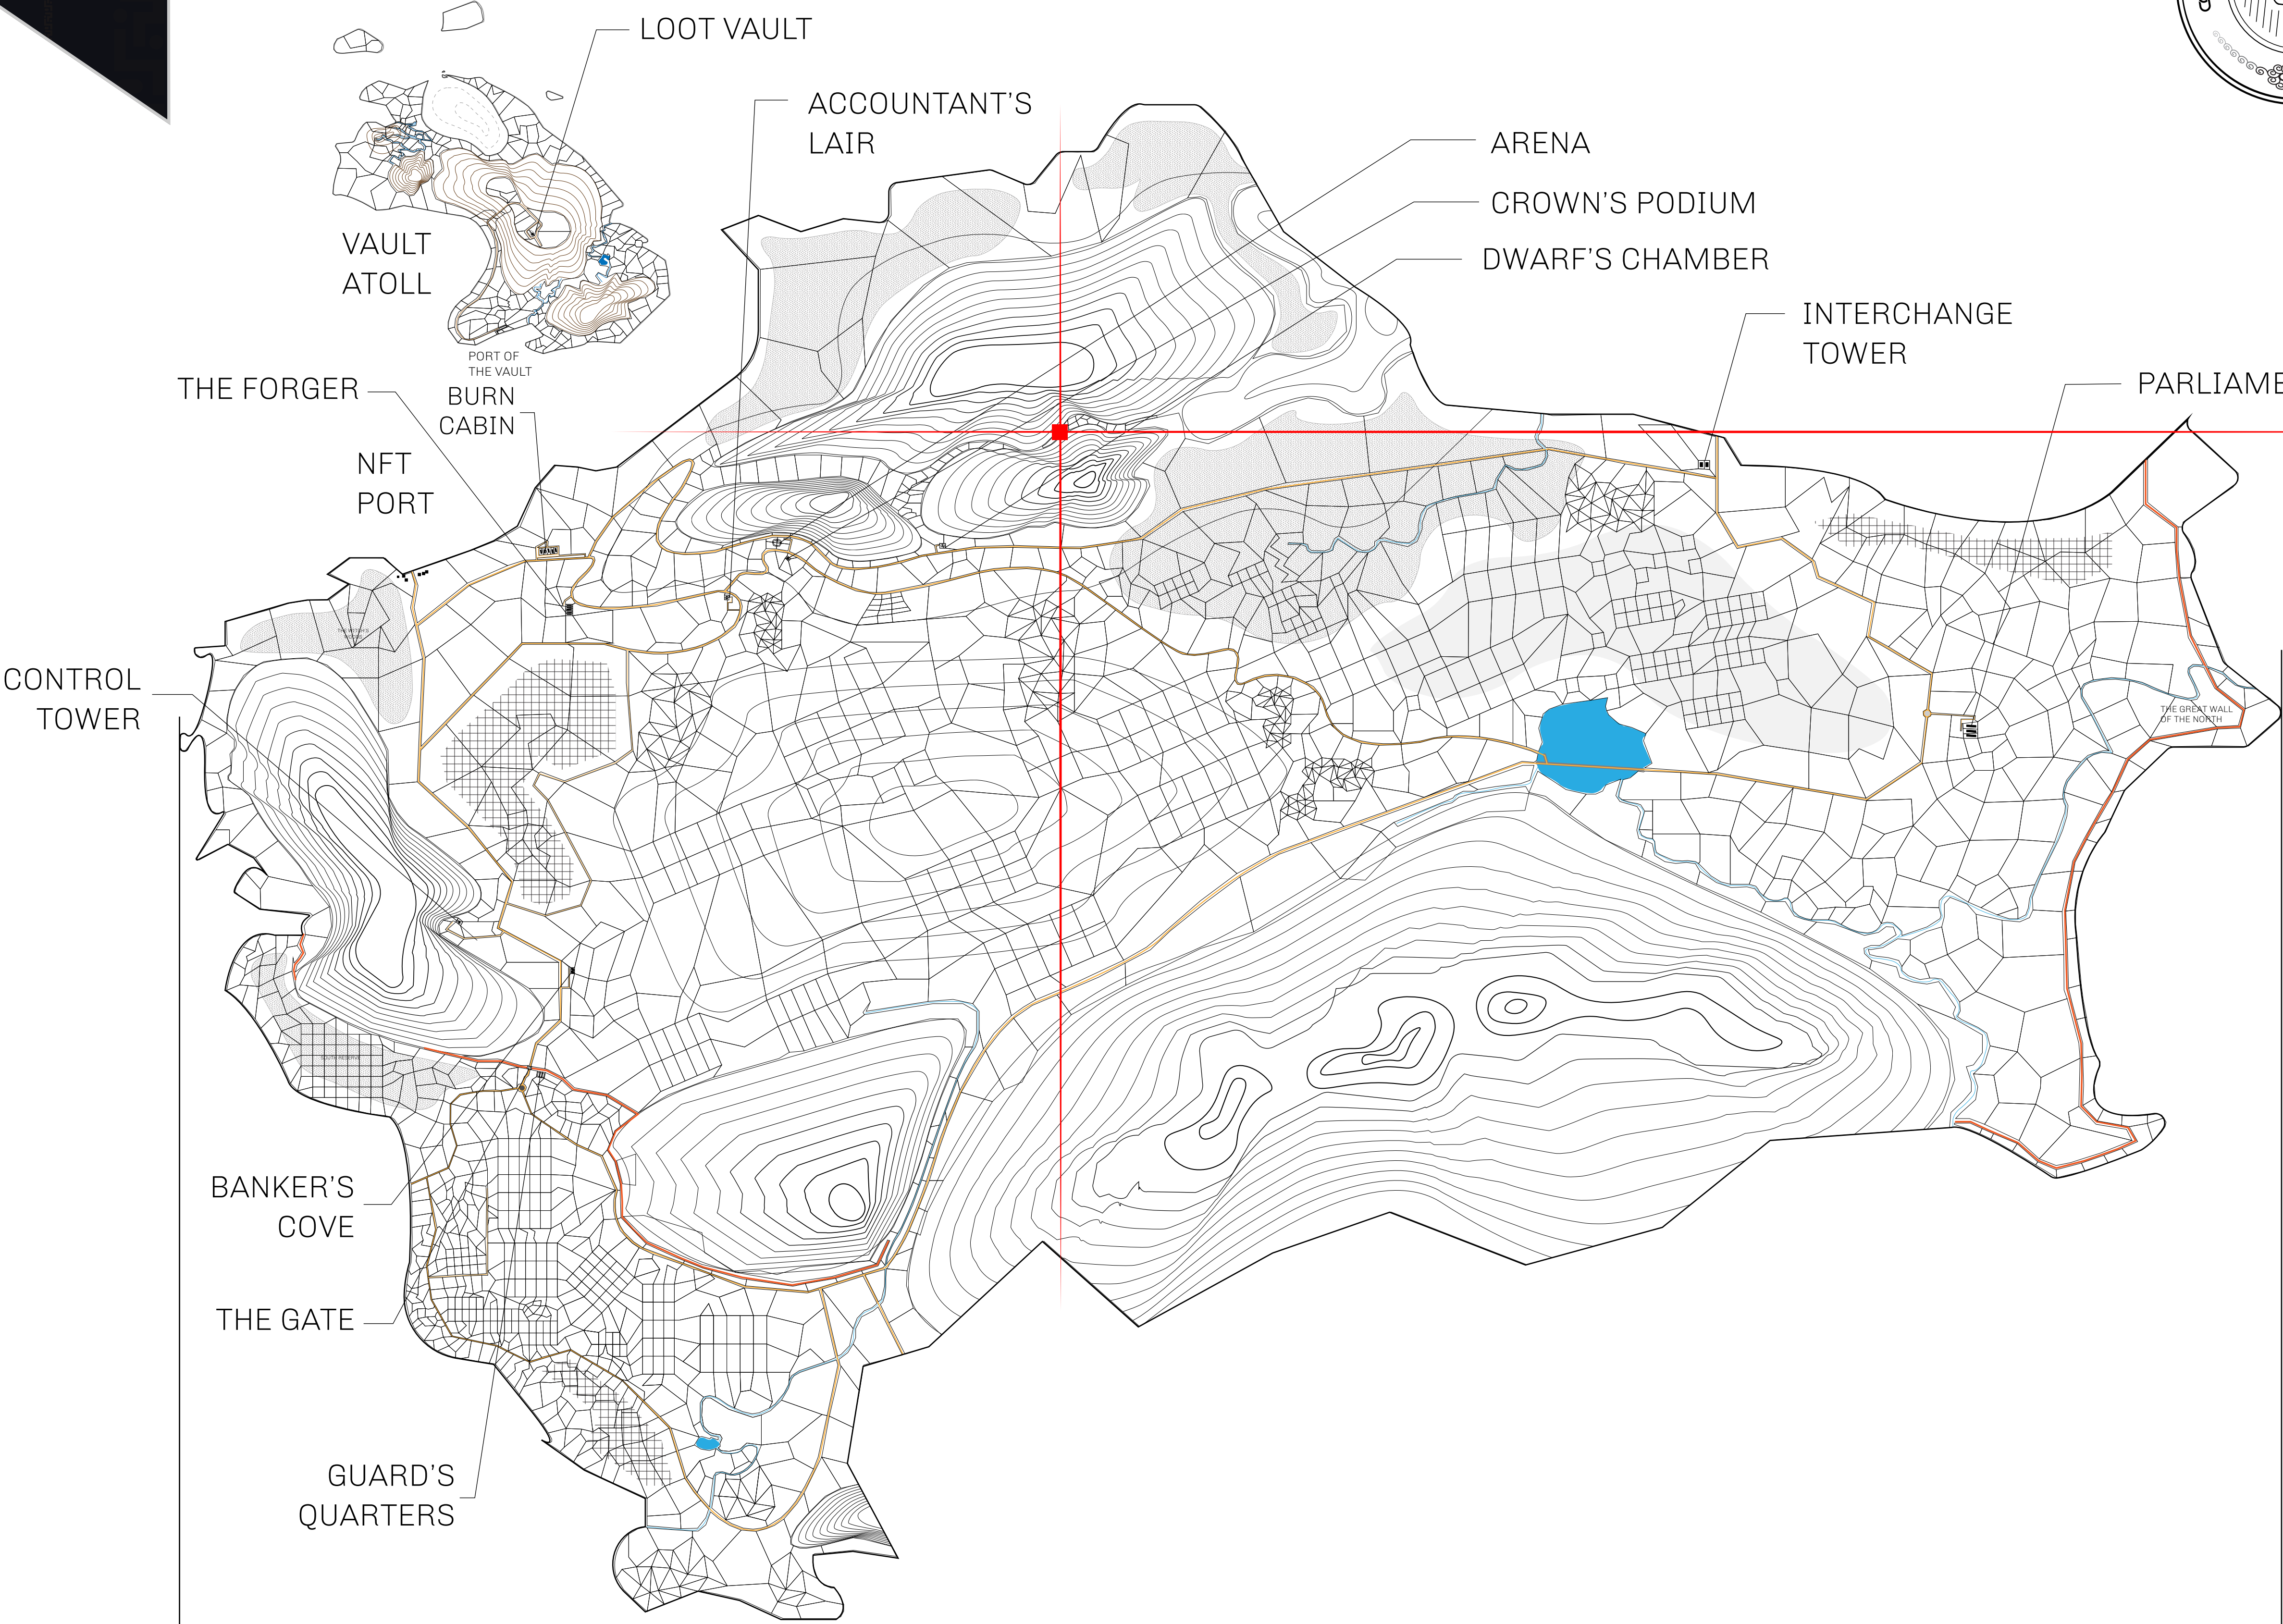 LOOT VAULT
ACCOUNTANT'S
LAIR
ARENA
CROWN'S PODIUM
DWARF'S CHAMBER
VAULT
ATOLL
INTERCHANGE
TOWER
PORT OF
THE VAULT
THE FORGER
BURN
CABIN
PARLIAME
NFT
PORT
CONTROL
TOWER
THE GREAT WALL
OF THE NORTH
SOUTH RESERVE
BANKER'S
COVE
THE GATE
GUARD'S
QUARTERS